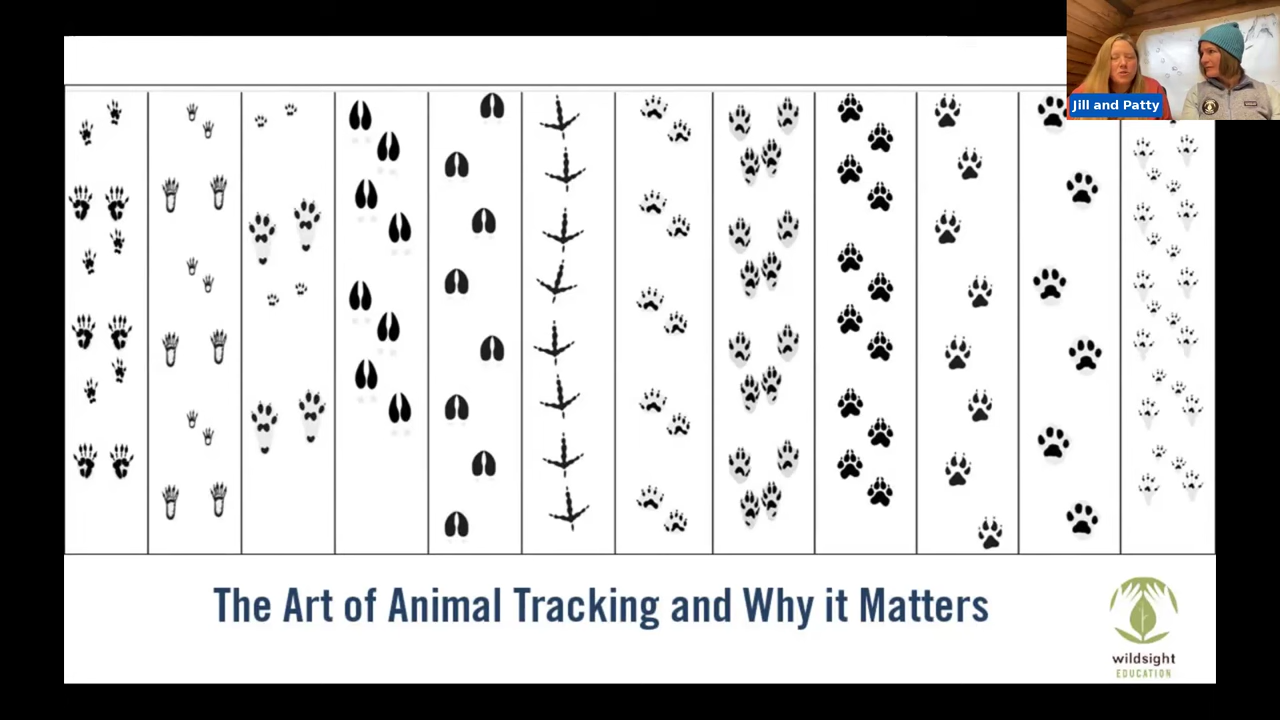 Jill and Patty
The Art of Animal Tracking and Why it Matters
wildsight
EDUCATION